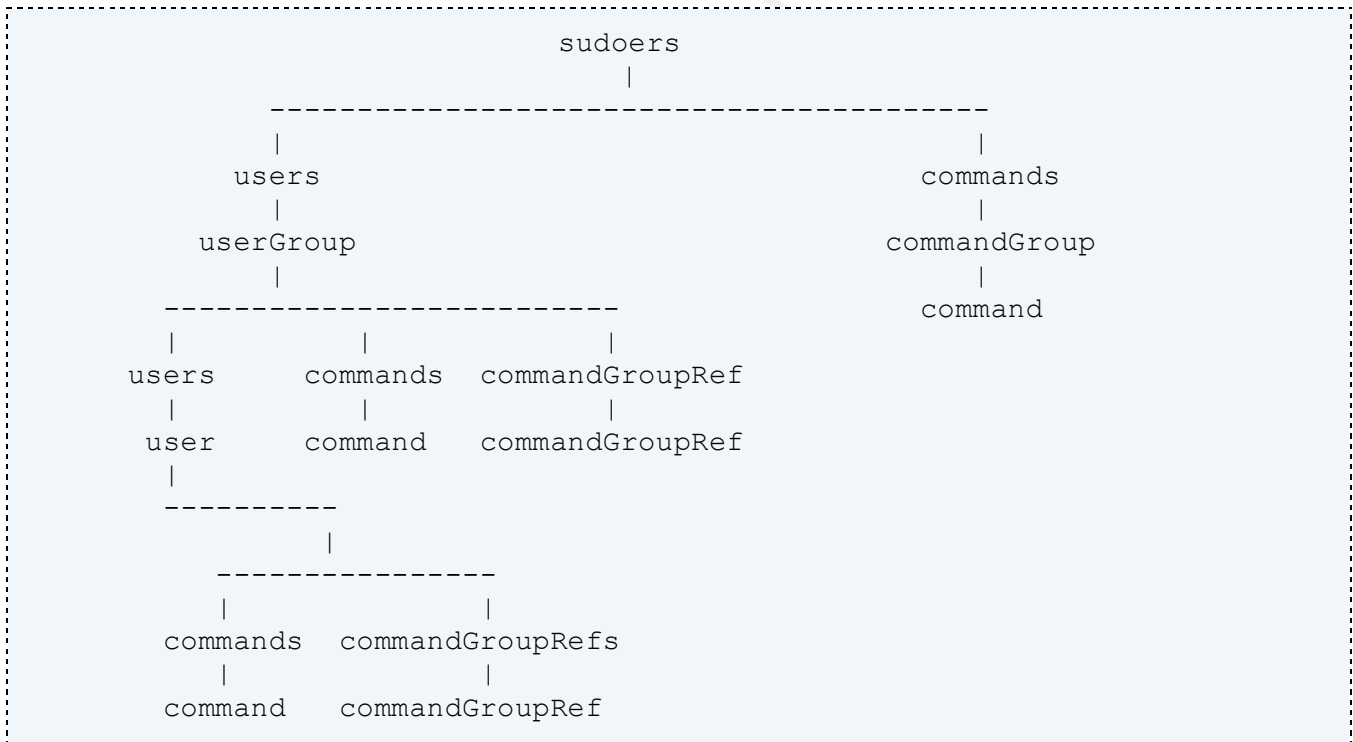 sudoers
|
-----------------------------------------
| |
users commands
| |
userGroup commandGroup
| |
-------------------------- command
| | |
users commands commandGroupRef
| | |
user command commandGroupRef
|
----------
|
----------------
| |
commands commandGroupRefs
| |
command commandGroupRef